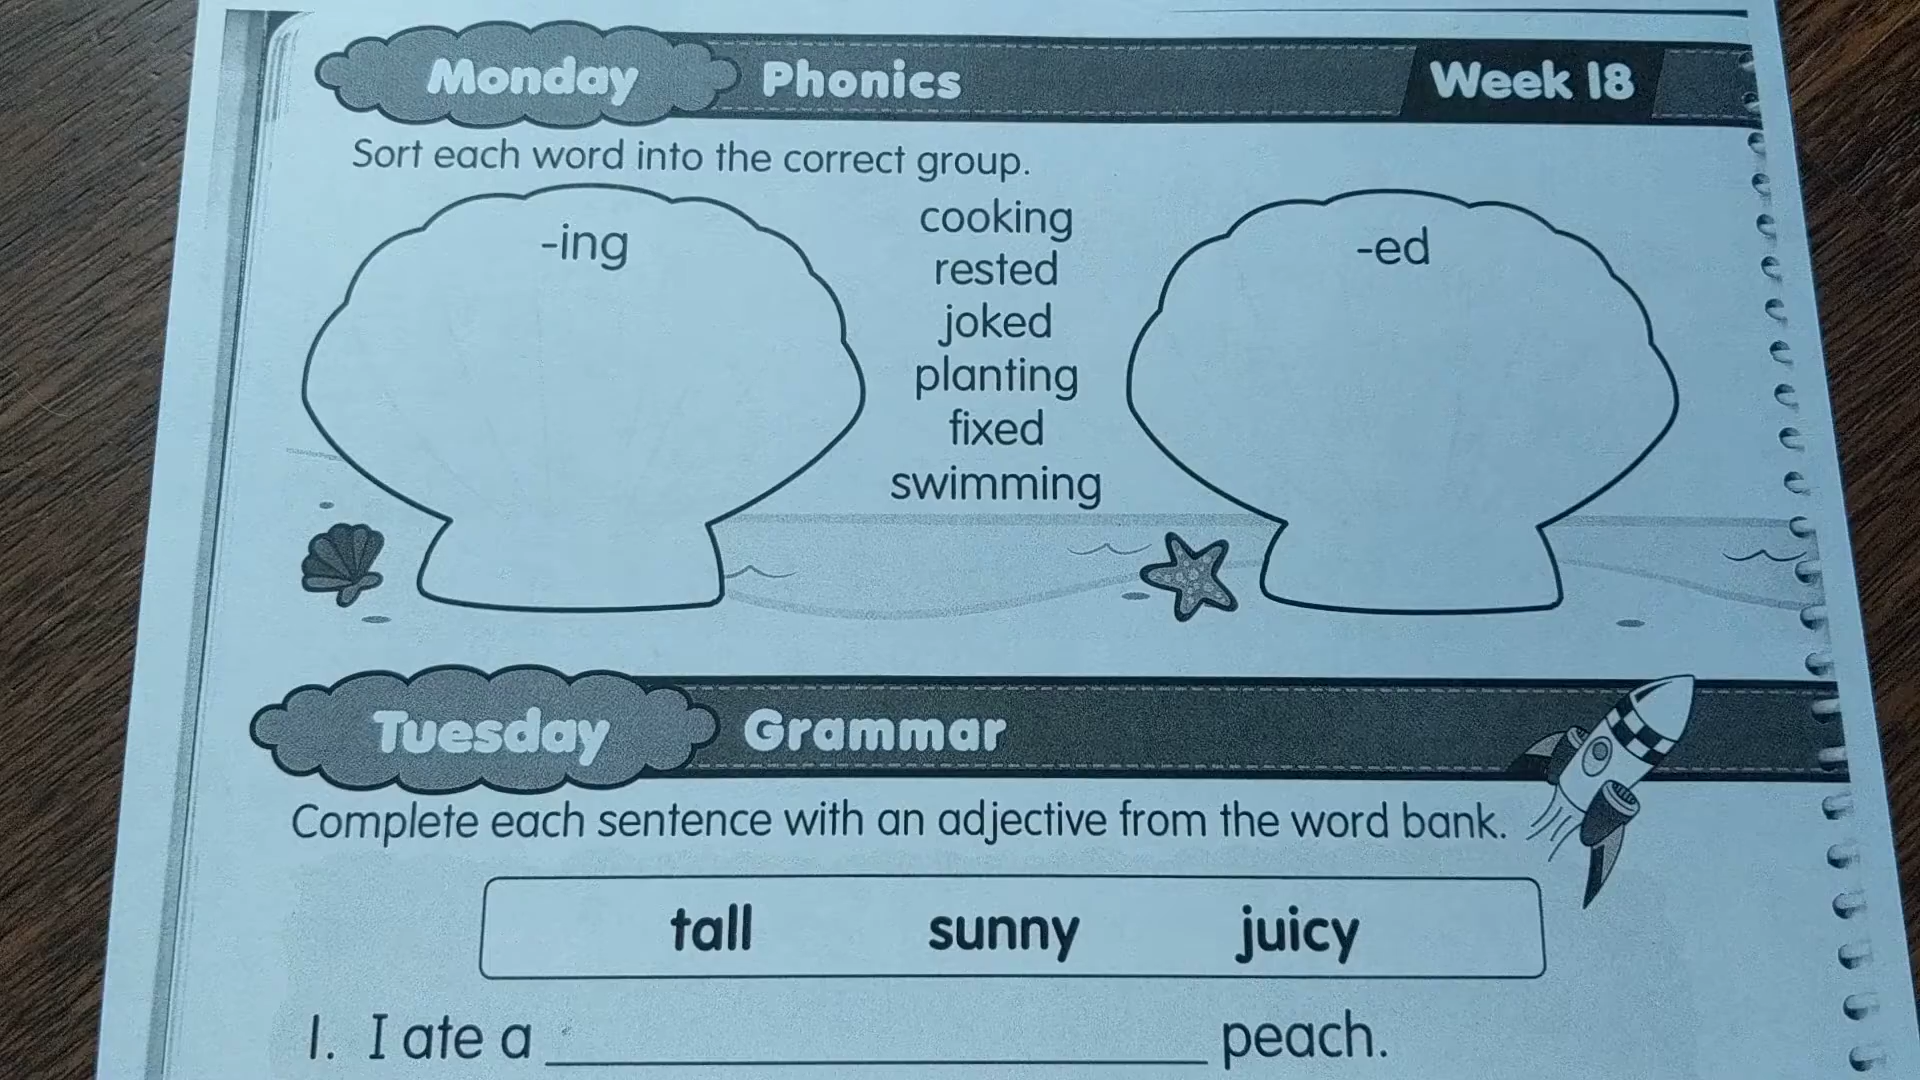 Monday Phonics Week 18
Sort each word into the correct group.
-ing
cooking
rested
joked
planting
fixed
swimming
-ed
Tuesday Grammar
Complete each sentence with an adjective from the word bank.
tall sunny juicy
1. I ate a ______________ peach.